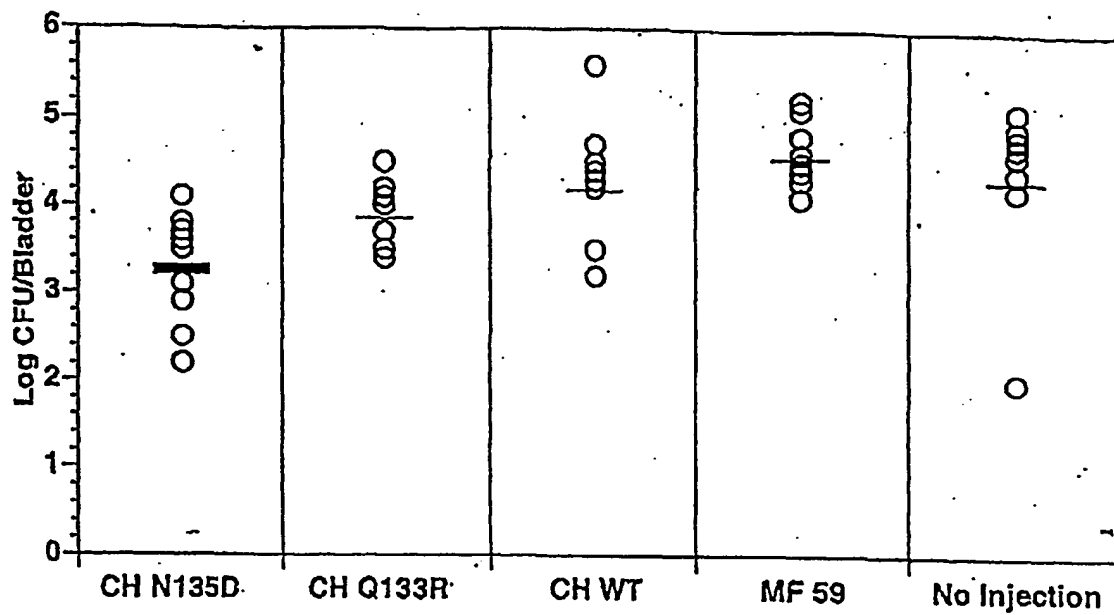 Log CFU/Bladder
6
5
4
3
2
1
0
CH N135D
CH Q133R
CH WT
MF 59
No Injection